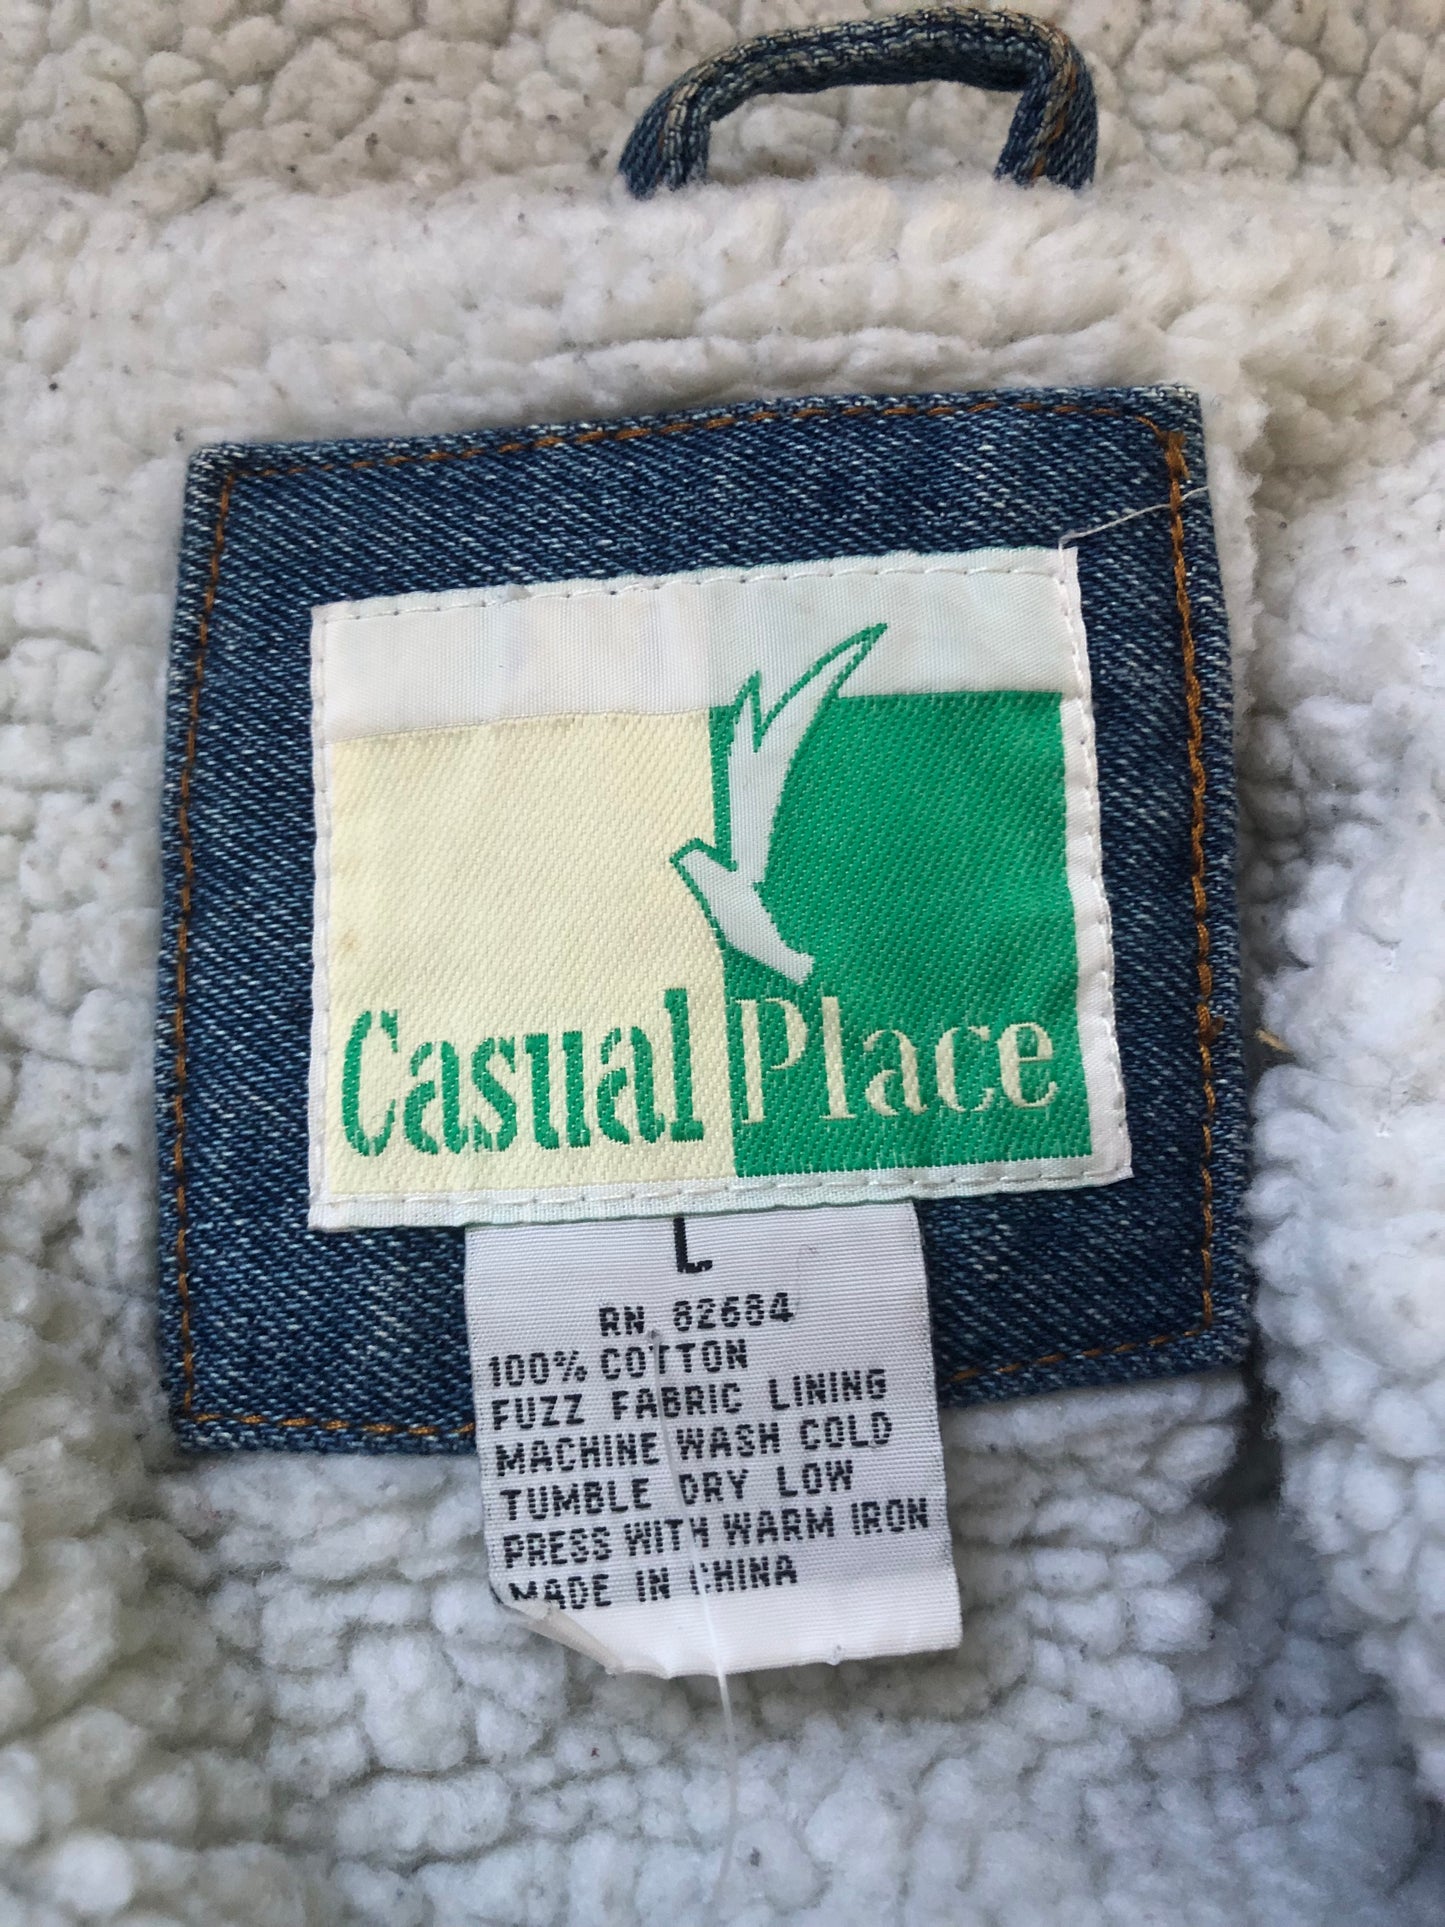 Casual Place
L
RN 82684
100% COTTON
FUZZ FABRIC LINING
MACHINE WASH COLD
TUMBLE DRY LOW
PRESS WITH WARM IRON
MADE IN CHINA